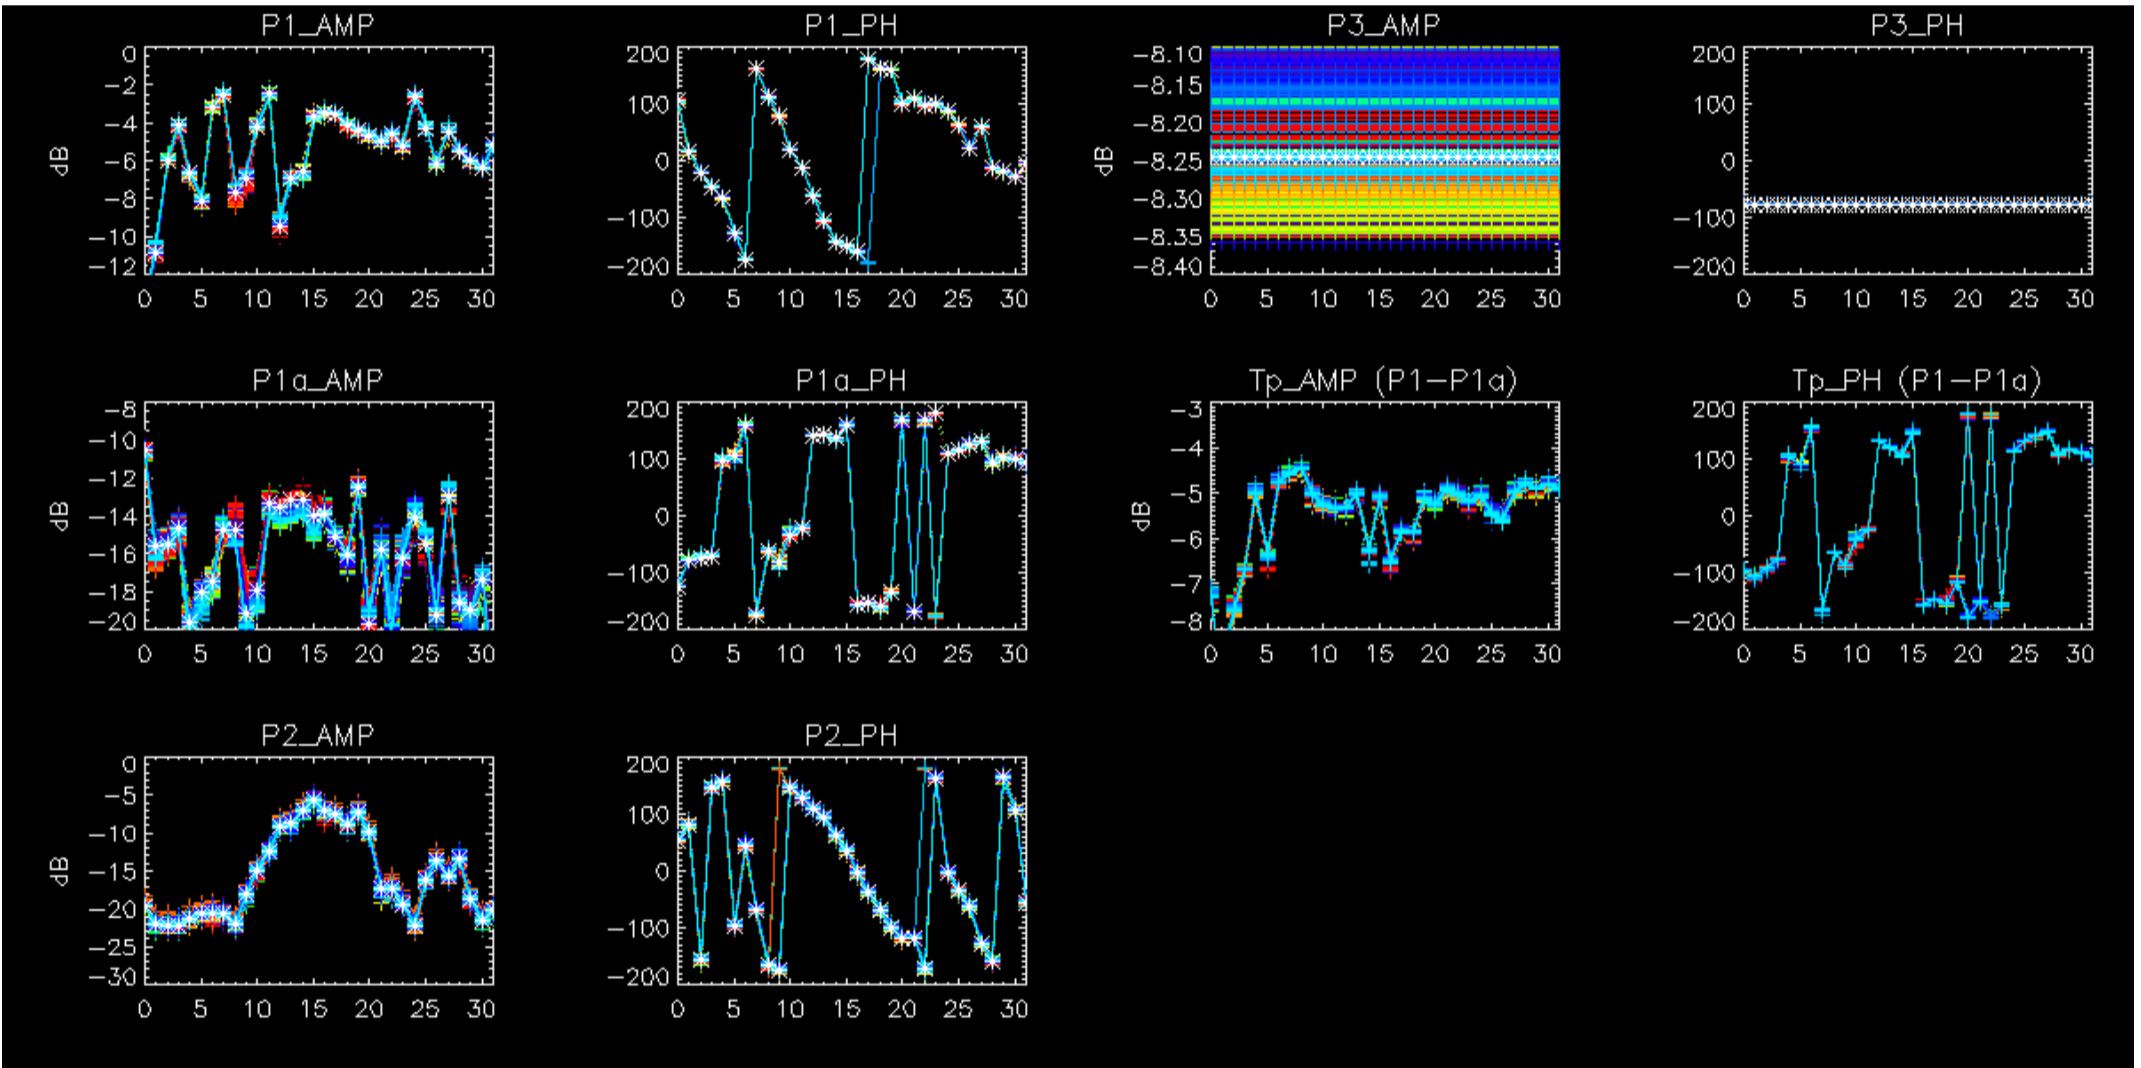 P1_AMP
dB
0
−2
−4
−6
−8
−10
−12
0 5 10 15 20 25 30
P1_PH
200
100
0
−100
−200
0 5 10 15 20 25 30
P3_AMP
dB
−8.10
−8.15
−8.20
−8.25
−8.30
−8.35
−8.40
0 5 10 15 20 25 30
P3_PH
200
100
0
−100
−200
0 5 10 15 20 25 30
P1a_AMP
dB
−8
−10
−12
−14
−16
−18
−20
0 5 10 15 20 25 30
P1a_PH
200
100
0
−100
−200
0 5 10 15 20 25 30
Tp_AMP (P1−P1a)
dB
−3
−4
−5
−6
−7
−8
0 5 10 15 20 25 30
Tp_PH (P1−P1a)
200
100
0
−100
−200
0 5 10 15 20 25 30
P2_AMP
dB
0
−5
−10
−15
−20
−25
−30
0 5 10 15 20 25 30
P2_PH
200
100
0
−100
−200
0 5 10 15 20 25 30